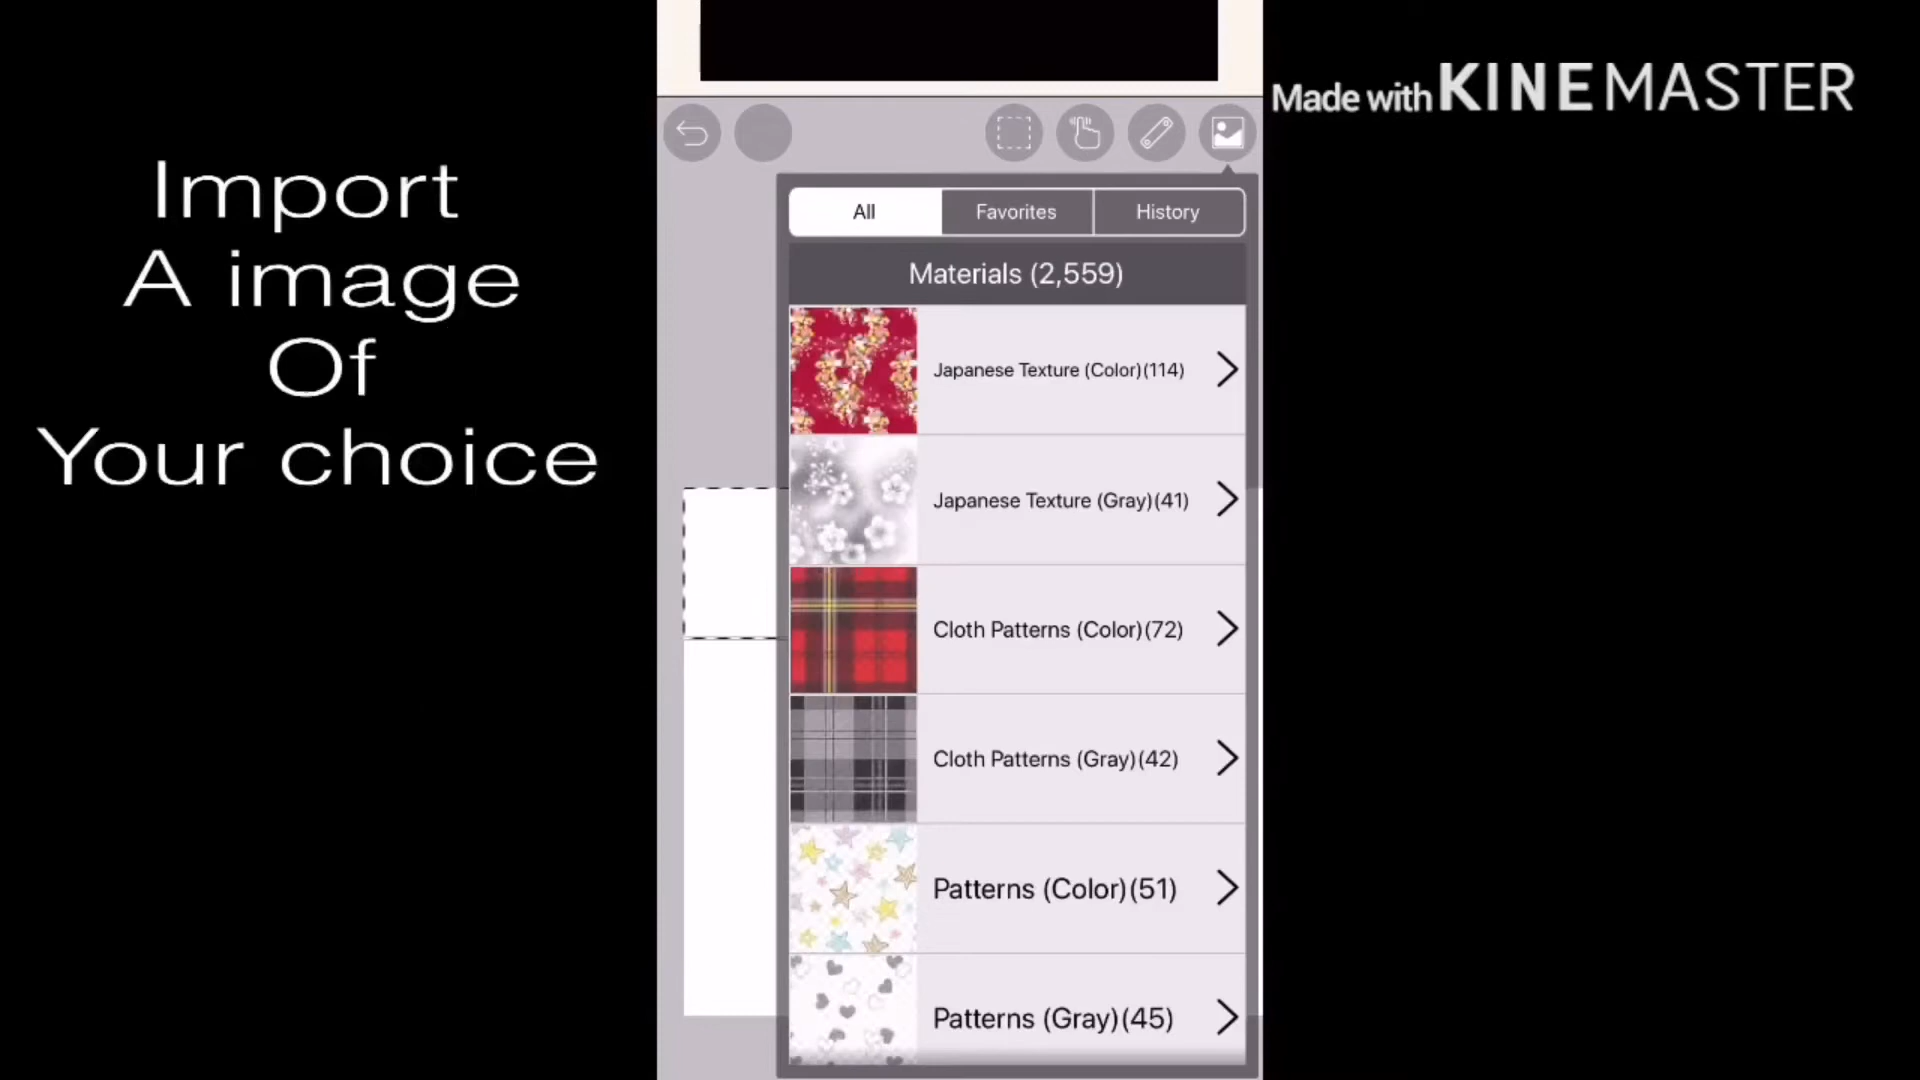 Import
A image
Of
Your choice
Made with KINEMASTER
All
Favorites
History
Materials (2,559)
Japanese Texture (Color)(114)
Japanese Texture (Gray)(41)
Cloth Patterns (Color)(72)
Cloth Patterns (Gray)(42)
Patterns (Color)(51)
Patterns (Gray)(45)